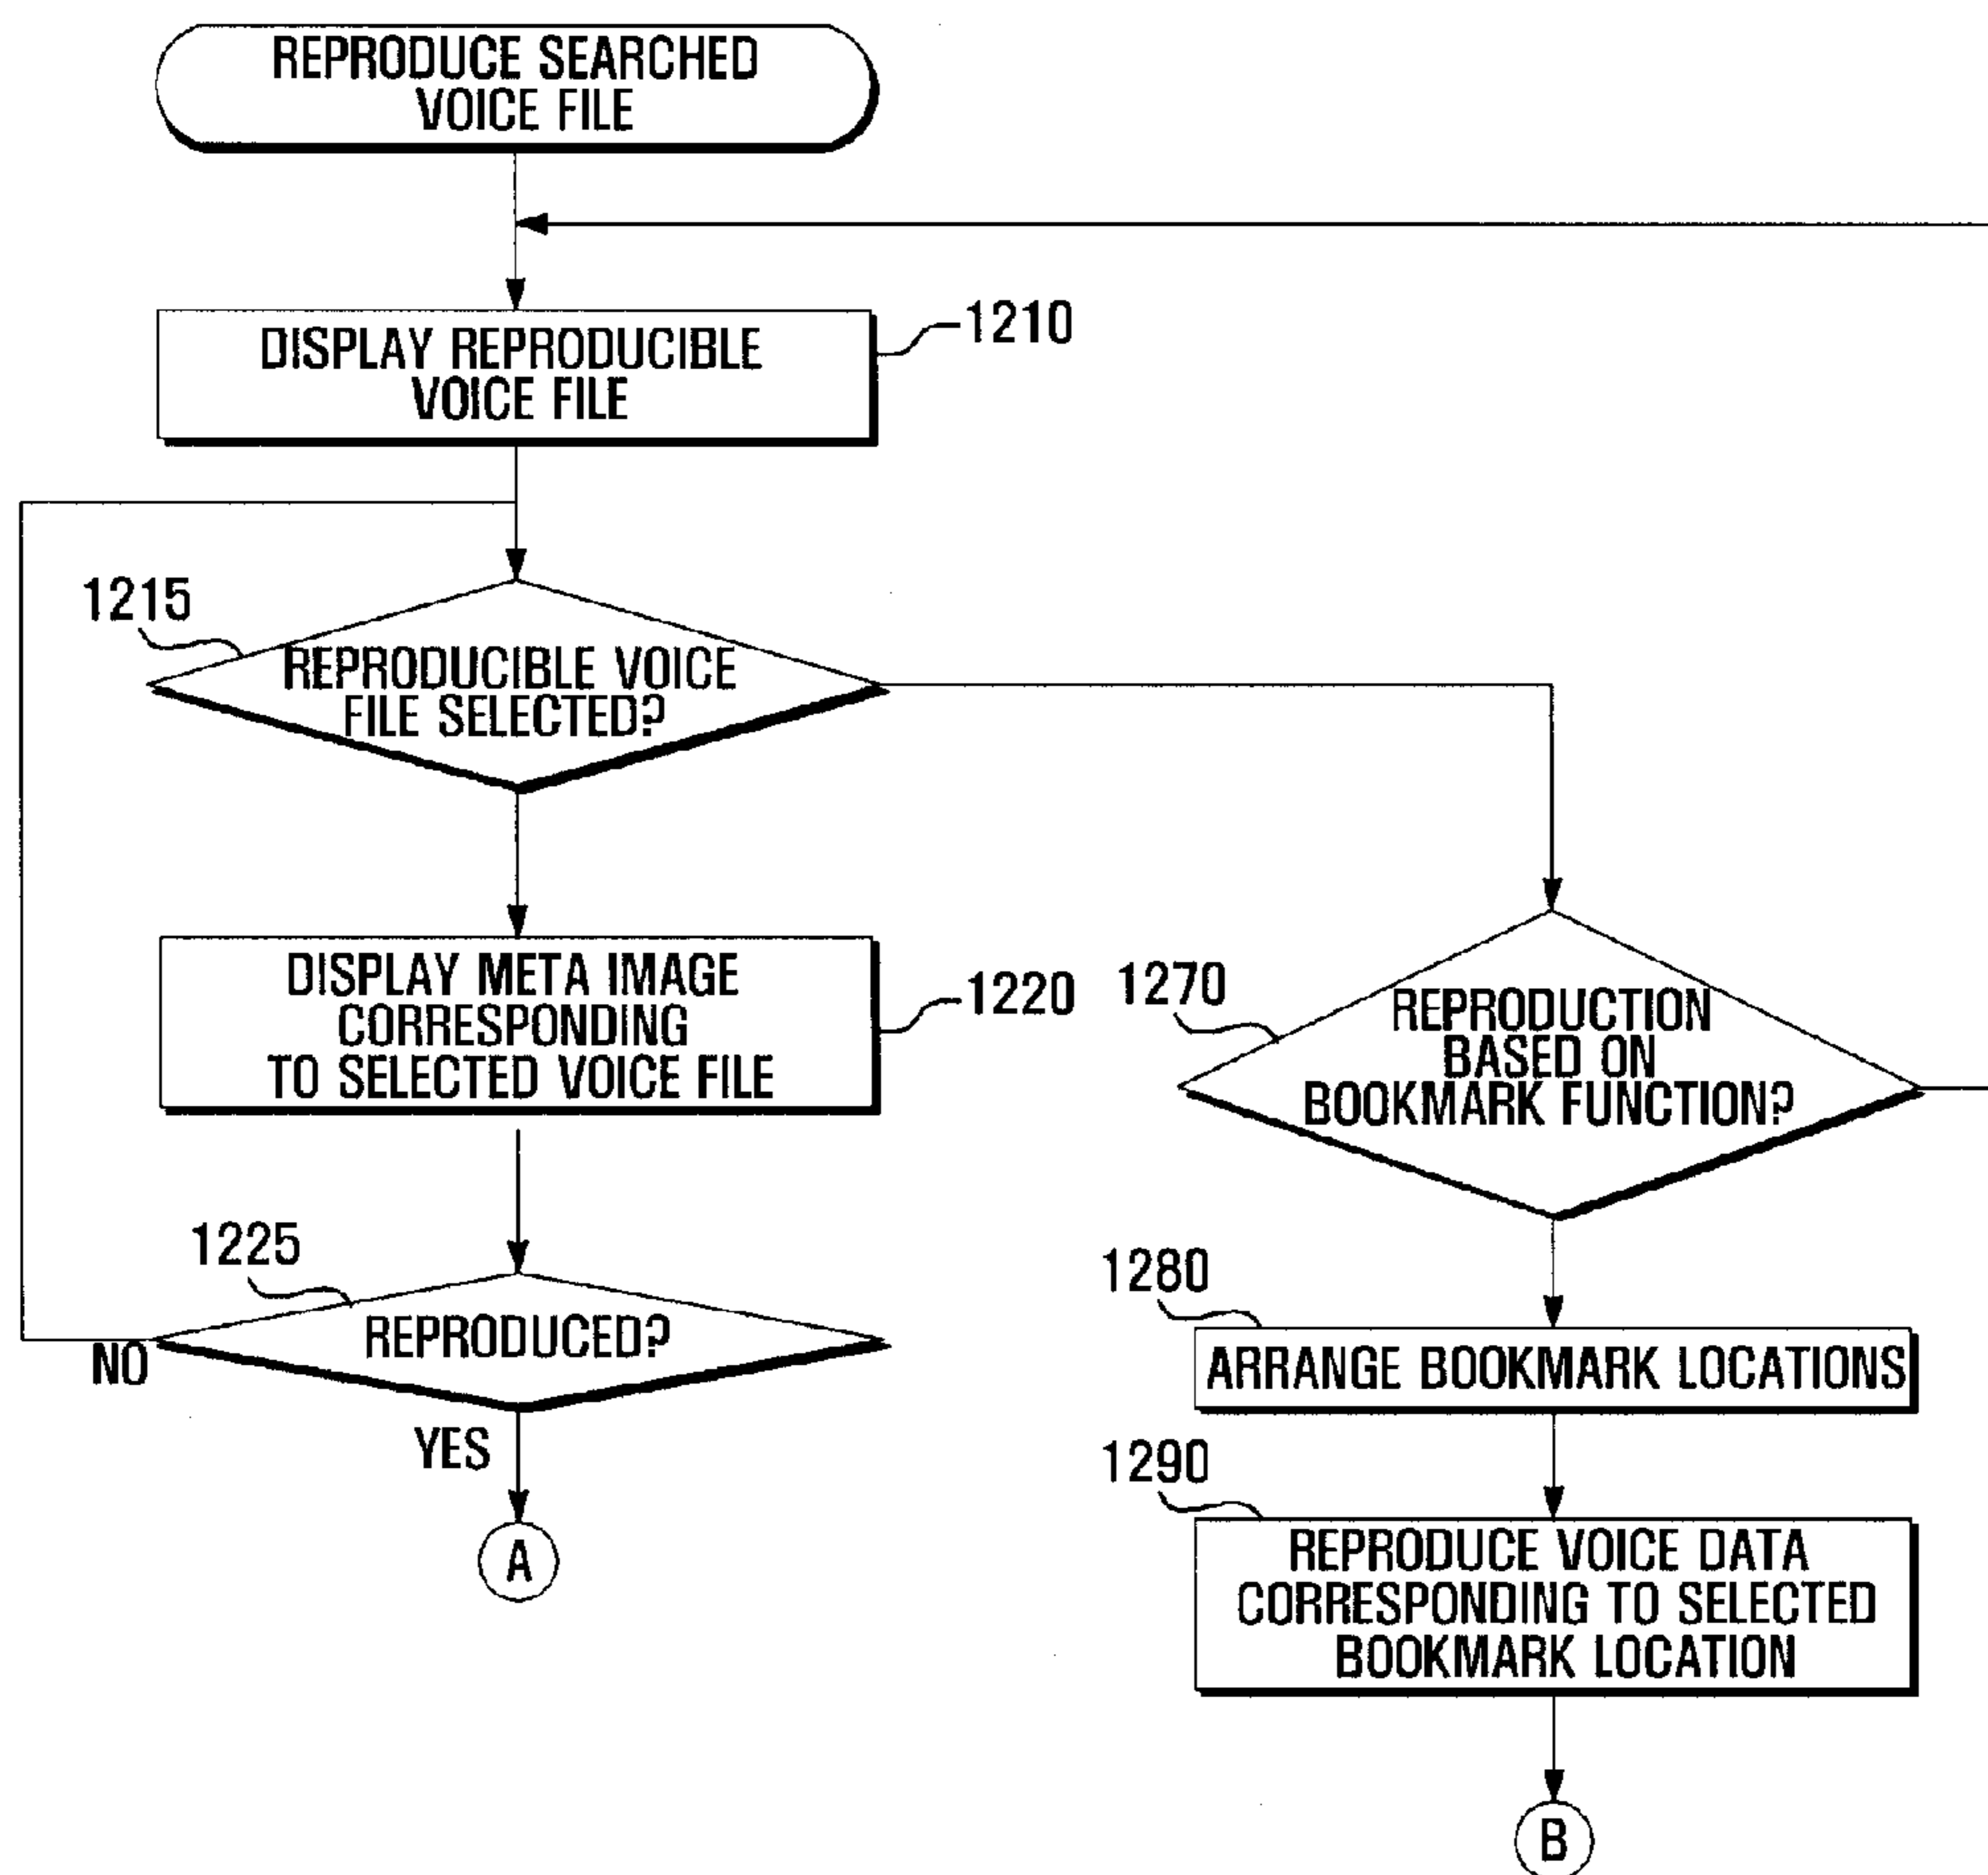 REPRODUCE SEARCHED
VOICE FILE
1210
DISPLAY REPRODUCIBLE
VOICE FILE
1215
REPRODUCIBLE VOICE
FILE SELECTED?
1220
DISPLAY META IMAGE
CORRESPONDING
TO SELECTED VOICE FILE
1225
REPRODUCED?
NO
YES
A
1270
REPRODUCTION
BASED ON
BOOKMARK FUNCTION?
1280
ARRANGE BOOKMARK LOCATIONS
1290
REPRODUCE VOICE DATA
CORRESPONDING TO SELECTED
BOOKMARK LOCATION
B